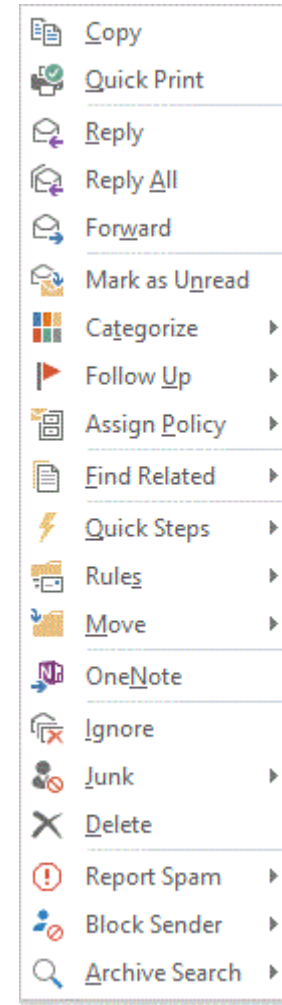 Copy
Quick Print
Reply
Reply All
Forward
Mark as Unread
Categorize
Follow Up
Assign Policy
Find Related
Quick Steps
Rules
Move
OneNote
Ignore
Junk
Delete
Report Spam
Block Sender
Archive Search